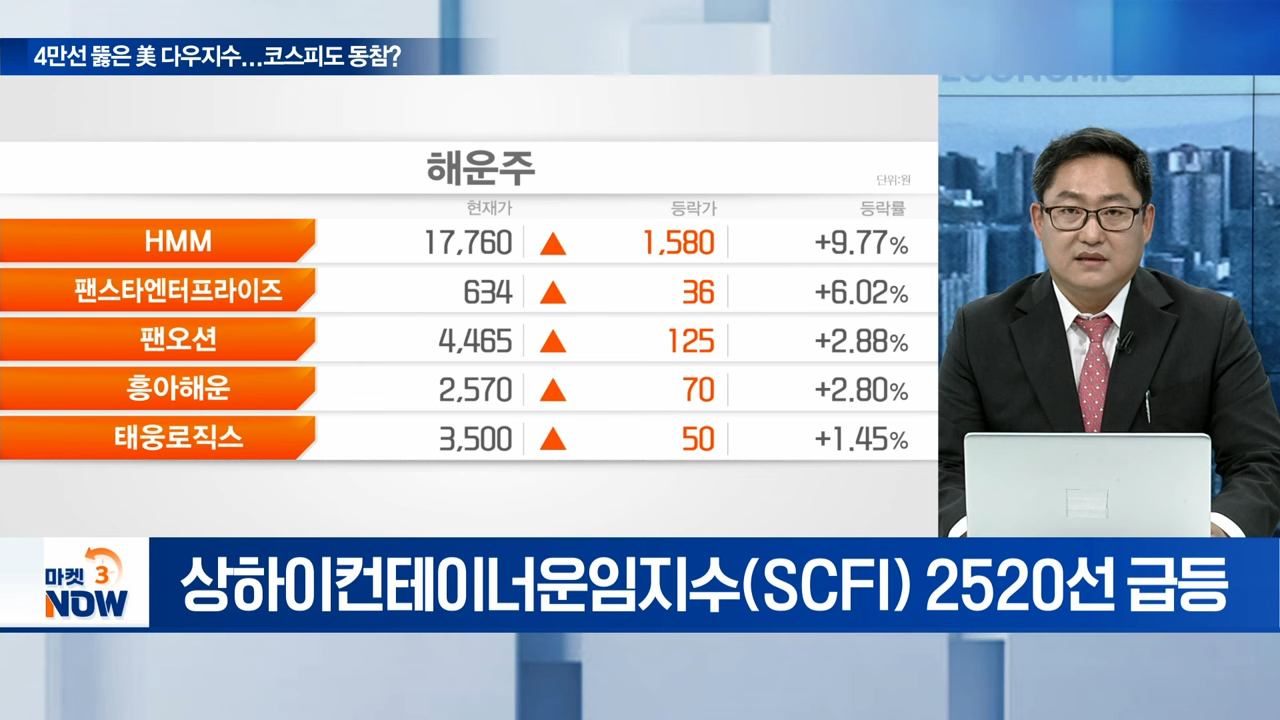 4만선 뚫은 美 다우지수...코스피도 동참?
ECONOMIC
해운주
단위:원
현재가 등락가 등락률
HMM 17,760 ▲ 1,580 +9.77%
팬스타엔터프라이즈 634 ▲ 36 +6.02%
팬오션 4,465 ▲ 125 +2.88%
흥아해운 2,570 ▲ 70 +2.80%
태웅로직스 3,500 ▲ 50 +1.45%
마켓 3
NOW
상하이컨테이너운임지수(SCFI) 2520선 급등